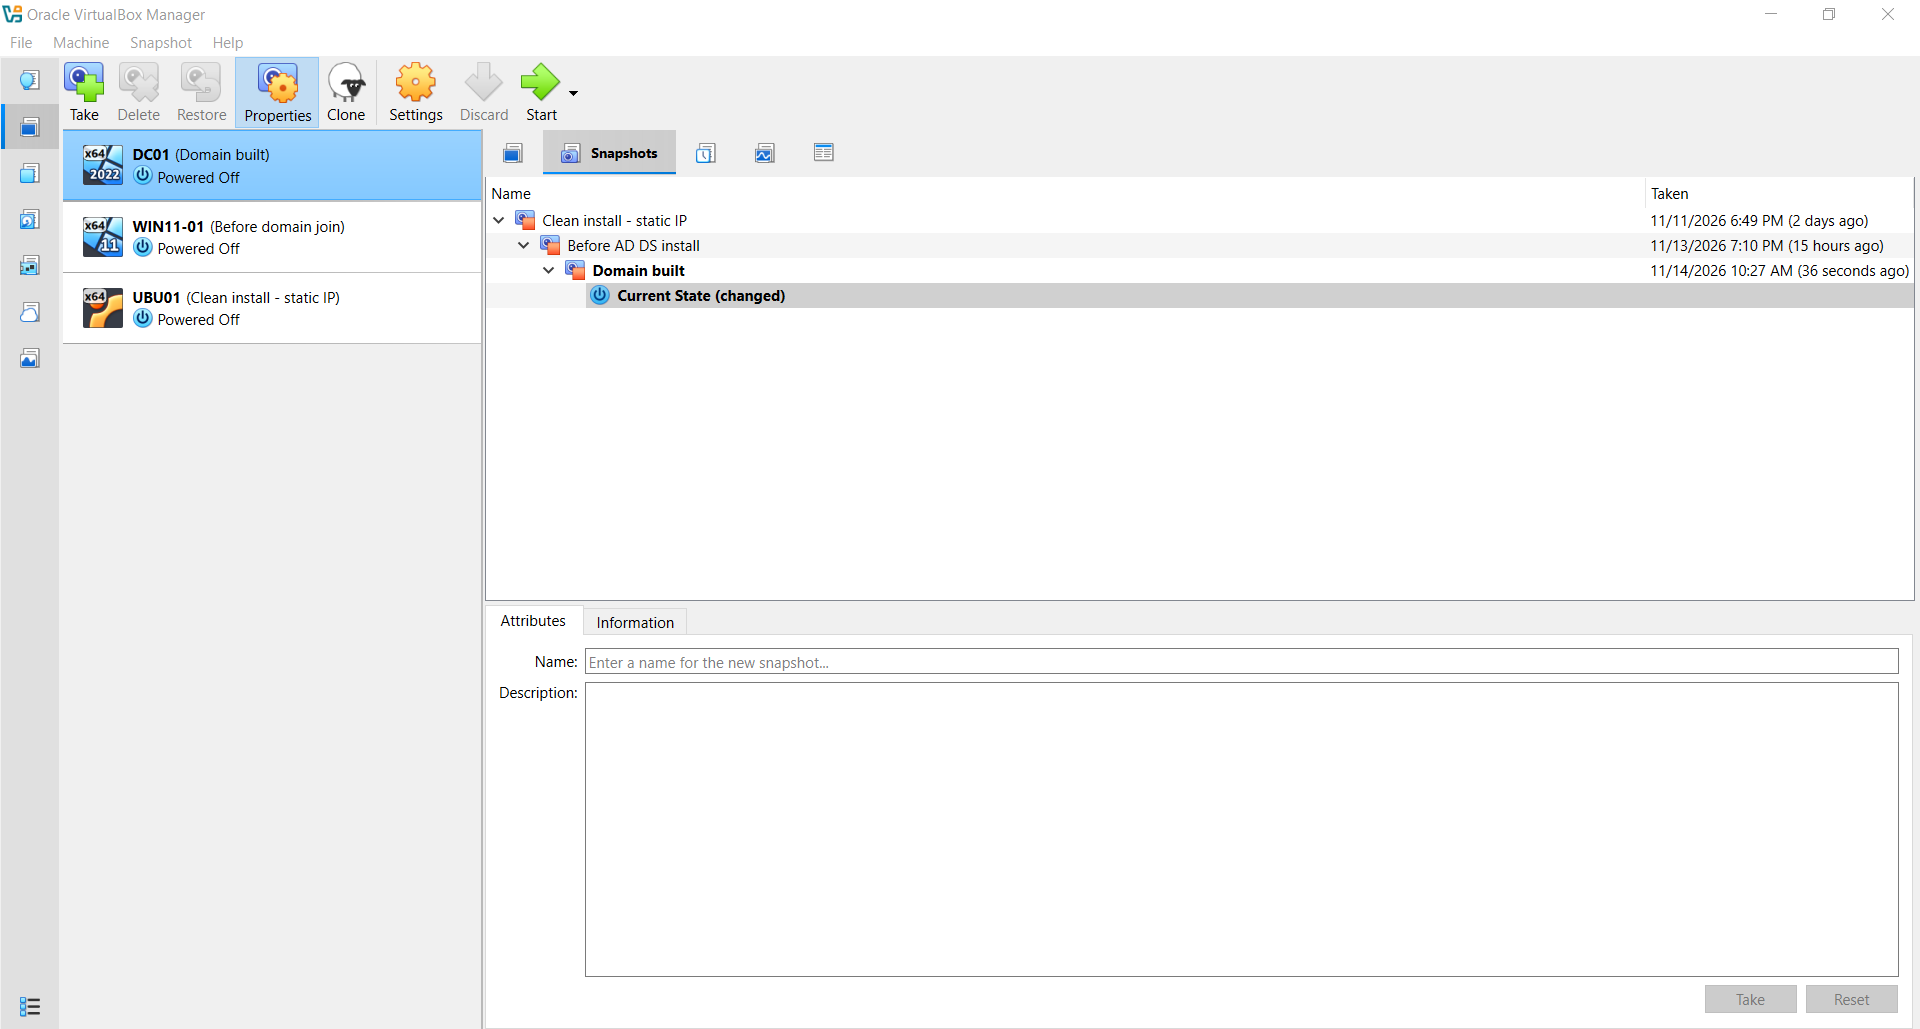 Oracle VirtualBox Manager
File Machine Snapshot Help
Take Delete Restore Properties Clone Settings Discard Start
x64 2022 DC01 (Domain built)
Powered Off
x64 11 WIN11-01 (Before domain join)
Powered Off
x64 UBU01 (Clean install - static IP)
Powered Off
Snapshots
Name Taken
Clean install - static IP 11/11/2026 6:49 PM (2 days ago)
Before AD DS install 11/13/2026 7:10 PM (15 hours ago)
Domain built 11/14/2026 10:27 AM (36 seconds ago)
Current State (changed)
Attributes Information
Name: Enter a name for the new snapshot...
Description:
Take Reset